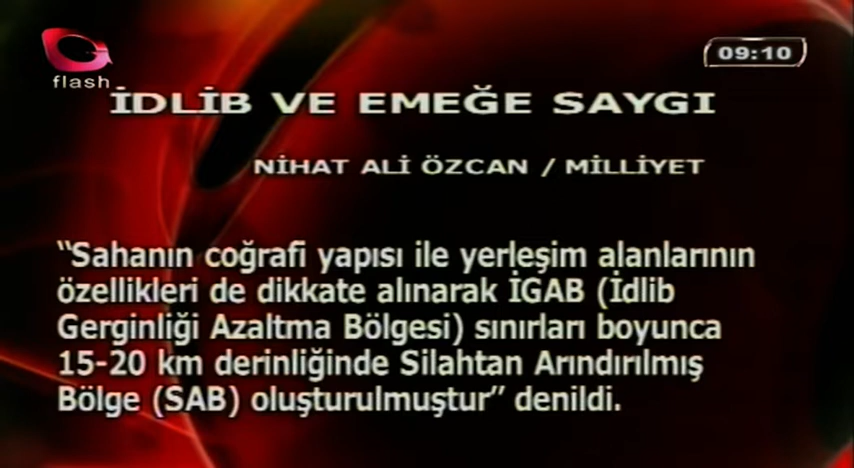 flash
09:10
İDLİB VE EMEĞE SAYGI
NİHAT ALİ ÖZCAN / MİLLİYET
“Sahanın coğrafi yapısı ile yerleşim alanlarının
özellikleri de dikkate alınarak İGAB (İdlib
Gerginliği Azaltma Bölgesi) sınırları boyunca
15-20 km derinliğinde Silahtan Arındırılmış
Bölge (SAB) oluşturulmuştur” denildi.